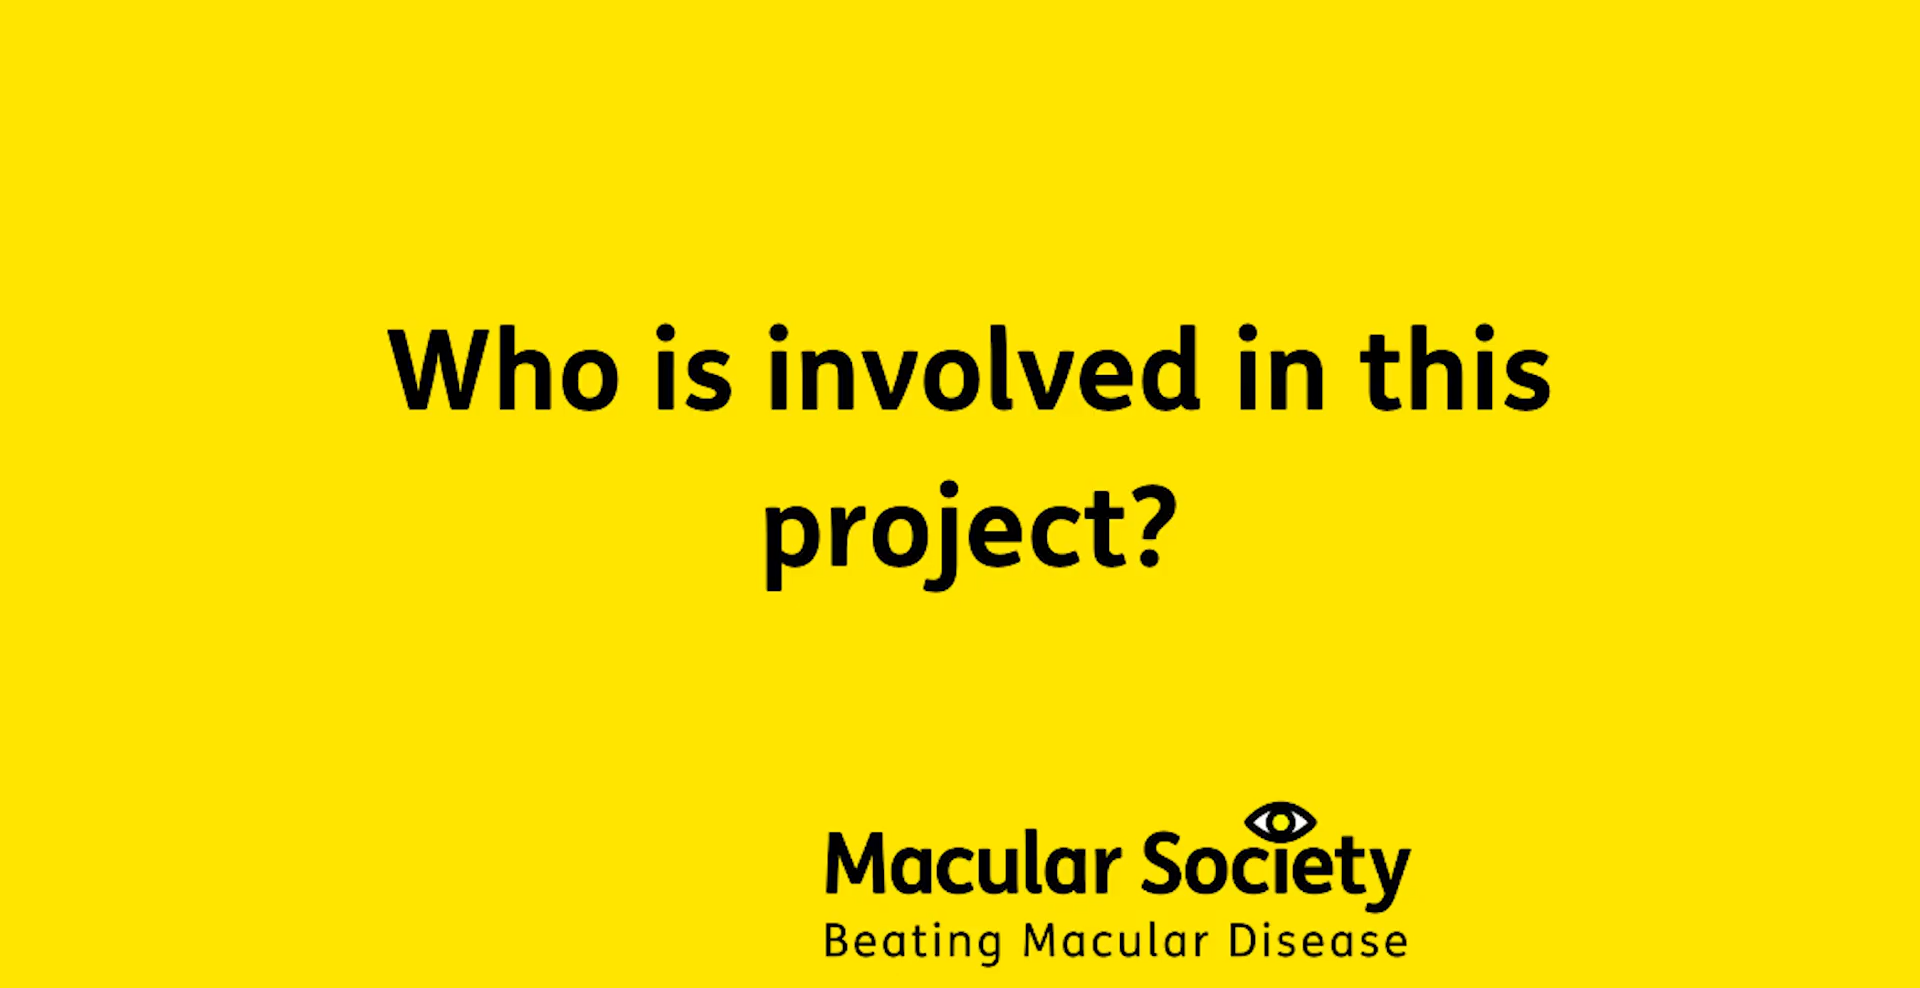 Who is involved in this
project?
Macular Society
Beating Macular Disease